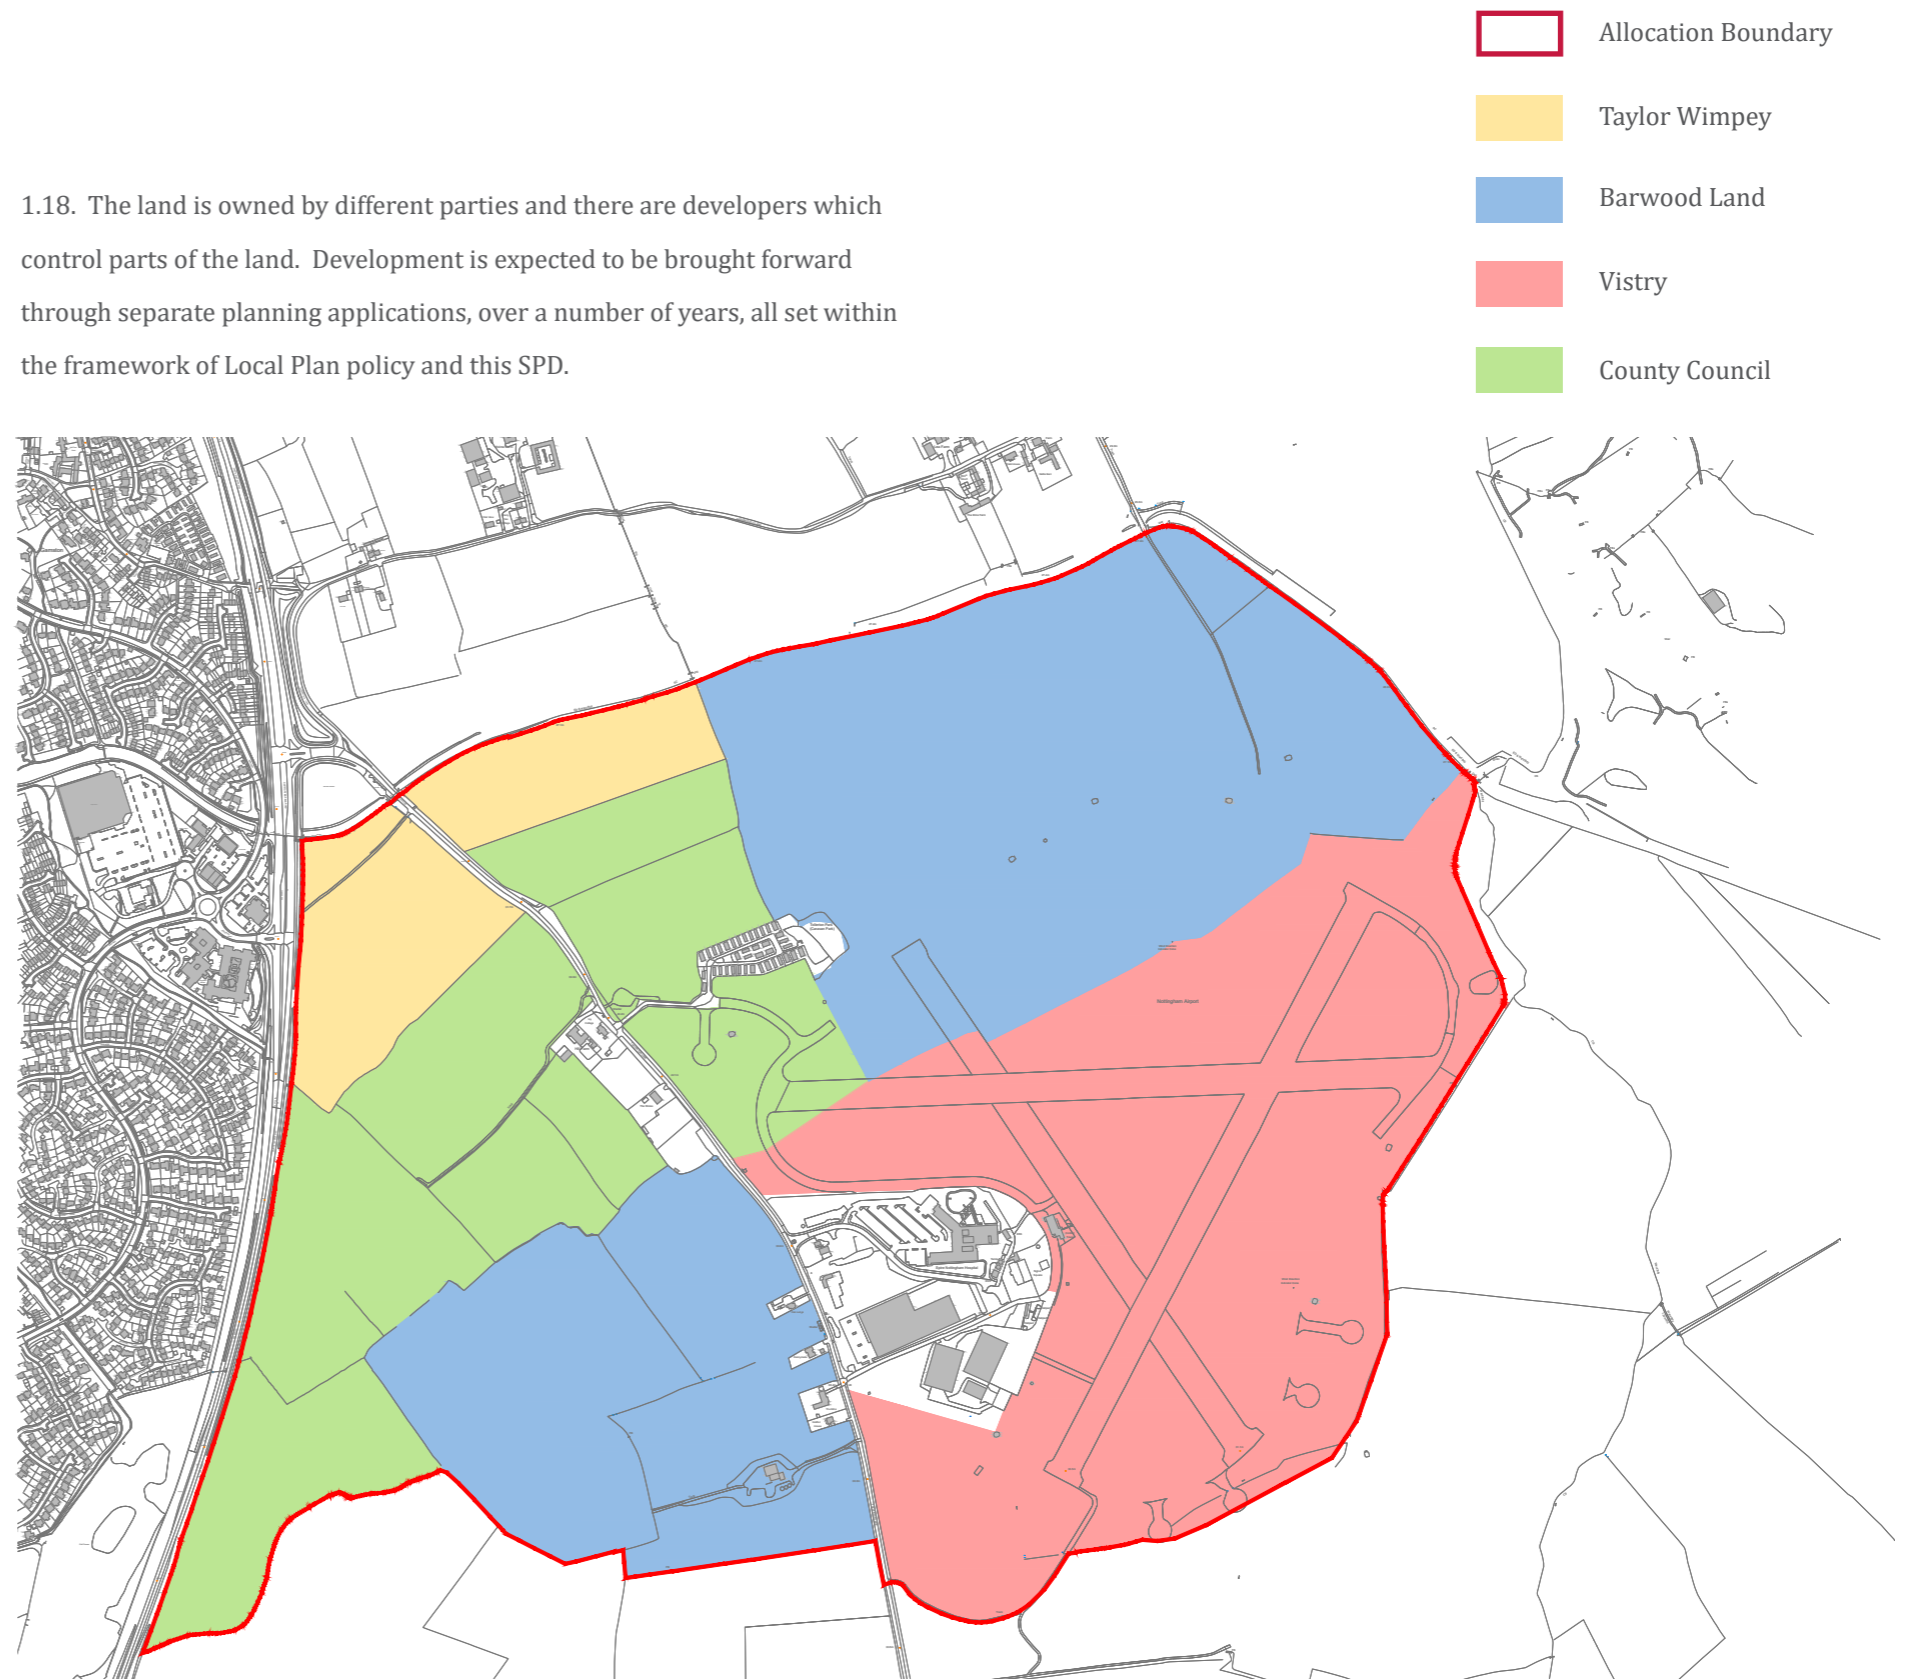 Allocation Boundary
Taylor Wimpey
Barwood Land
Vistry
County Council
1.18.  The land is owned by different parties and there are developers which
control parts of the land.  Development is expected to be brought forward
through separate planning applications, over a number of years, all set within
the framework of Local Plan policy and this SPD.
Nottingham Airport